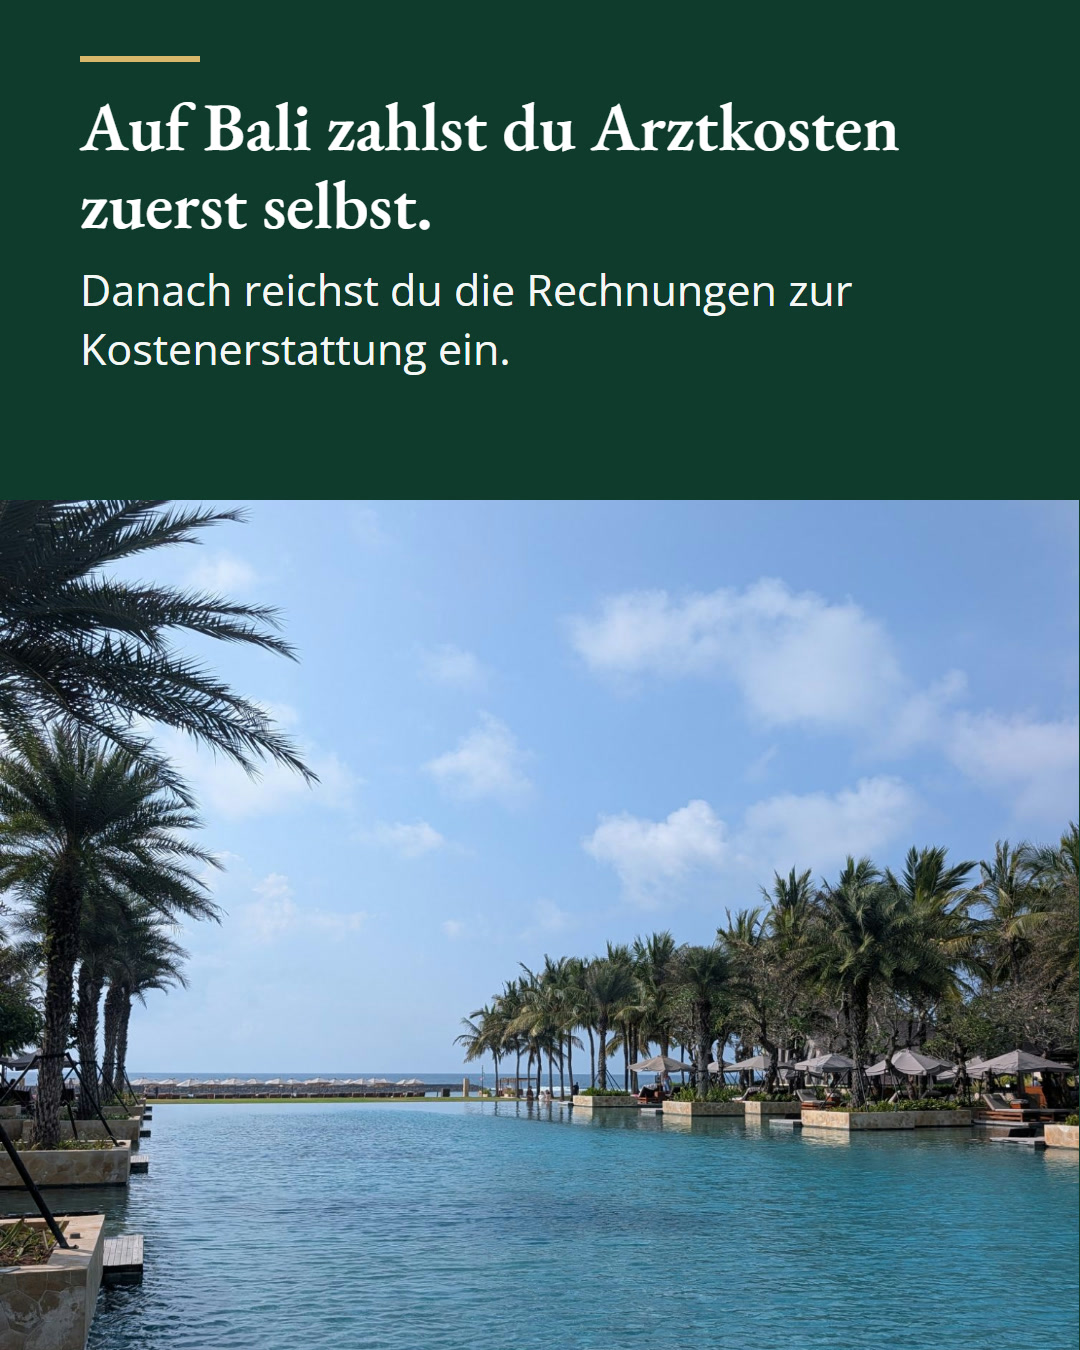 Auf Bali zahlst du Arztkosten
zuerst selbst.
Danach reichst du die Rechnungen zur
Kostenerstattung ein.